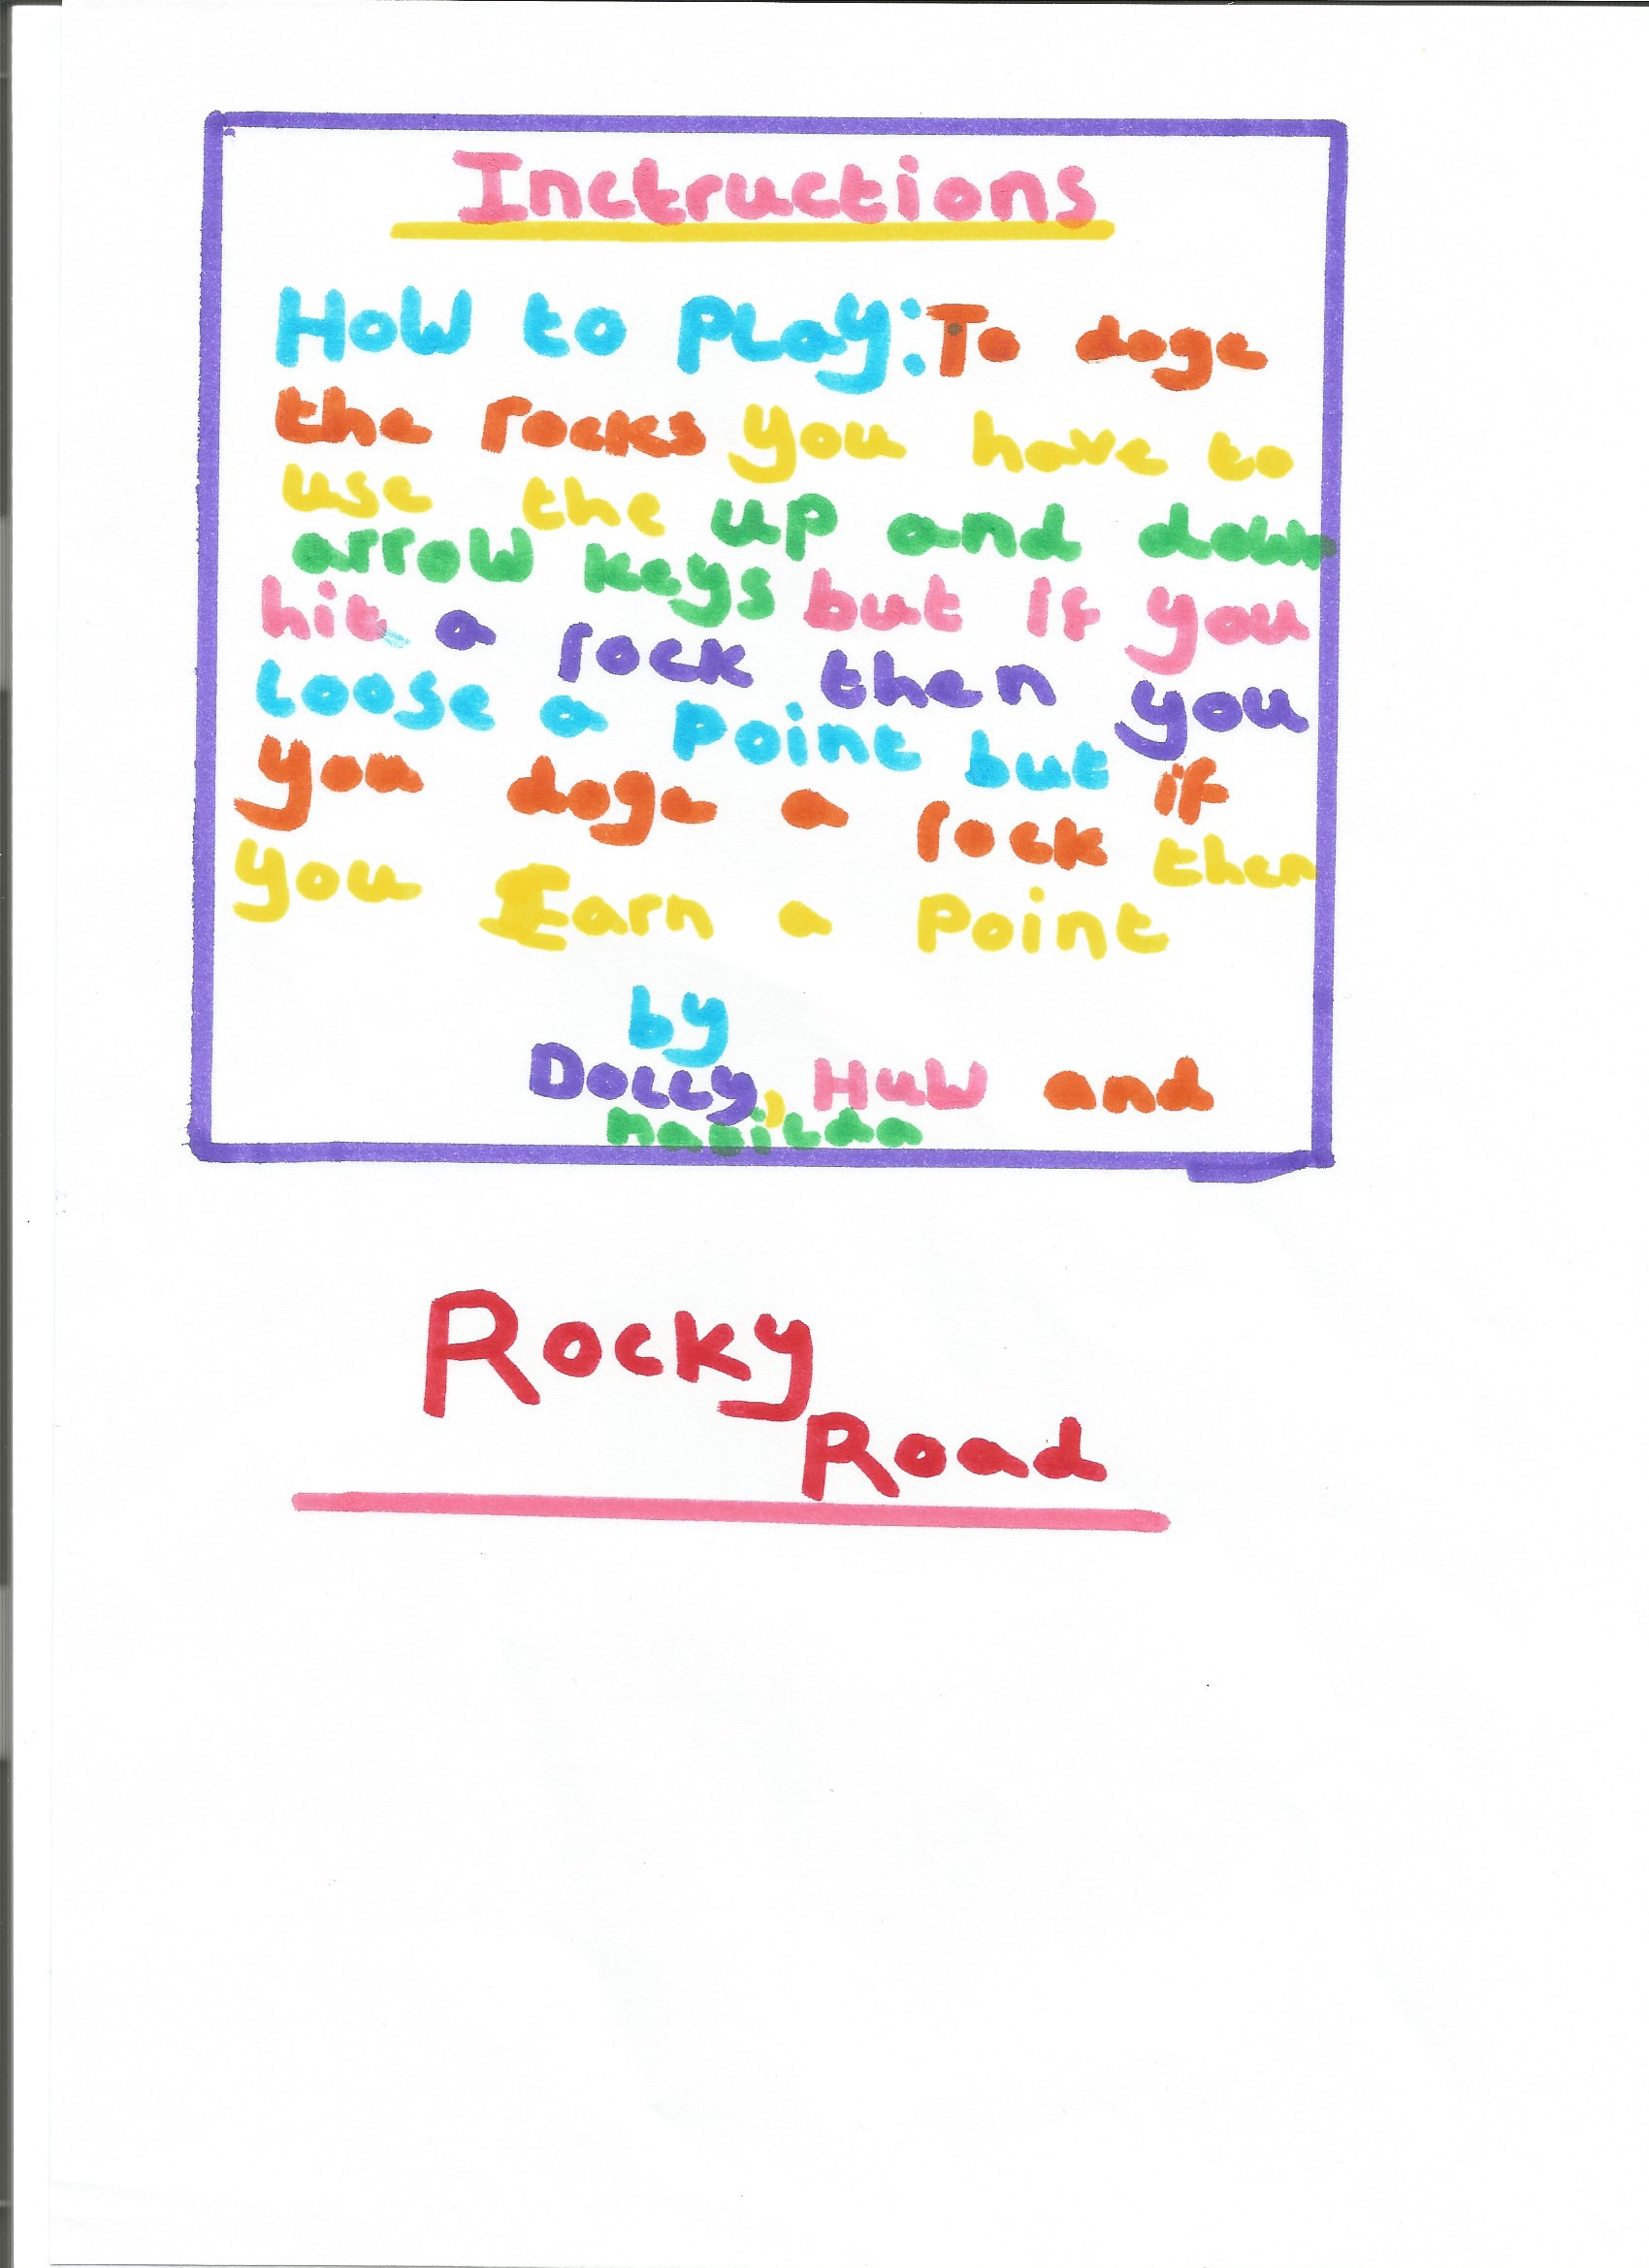 Inctructions
How to play: To doge
the rocks you have to
use the up and down
arrow keys but if you
hit a rock then you
loose a point but if
you doge a rock then
you Earn a point
by
Dolly, Huw and
Rocky
Road